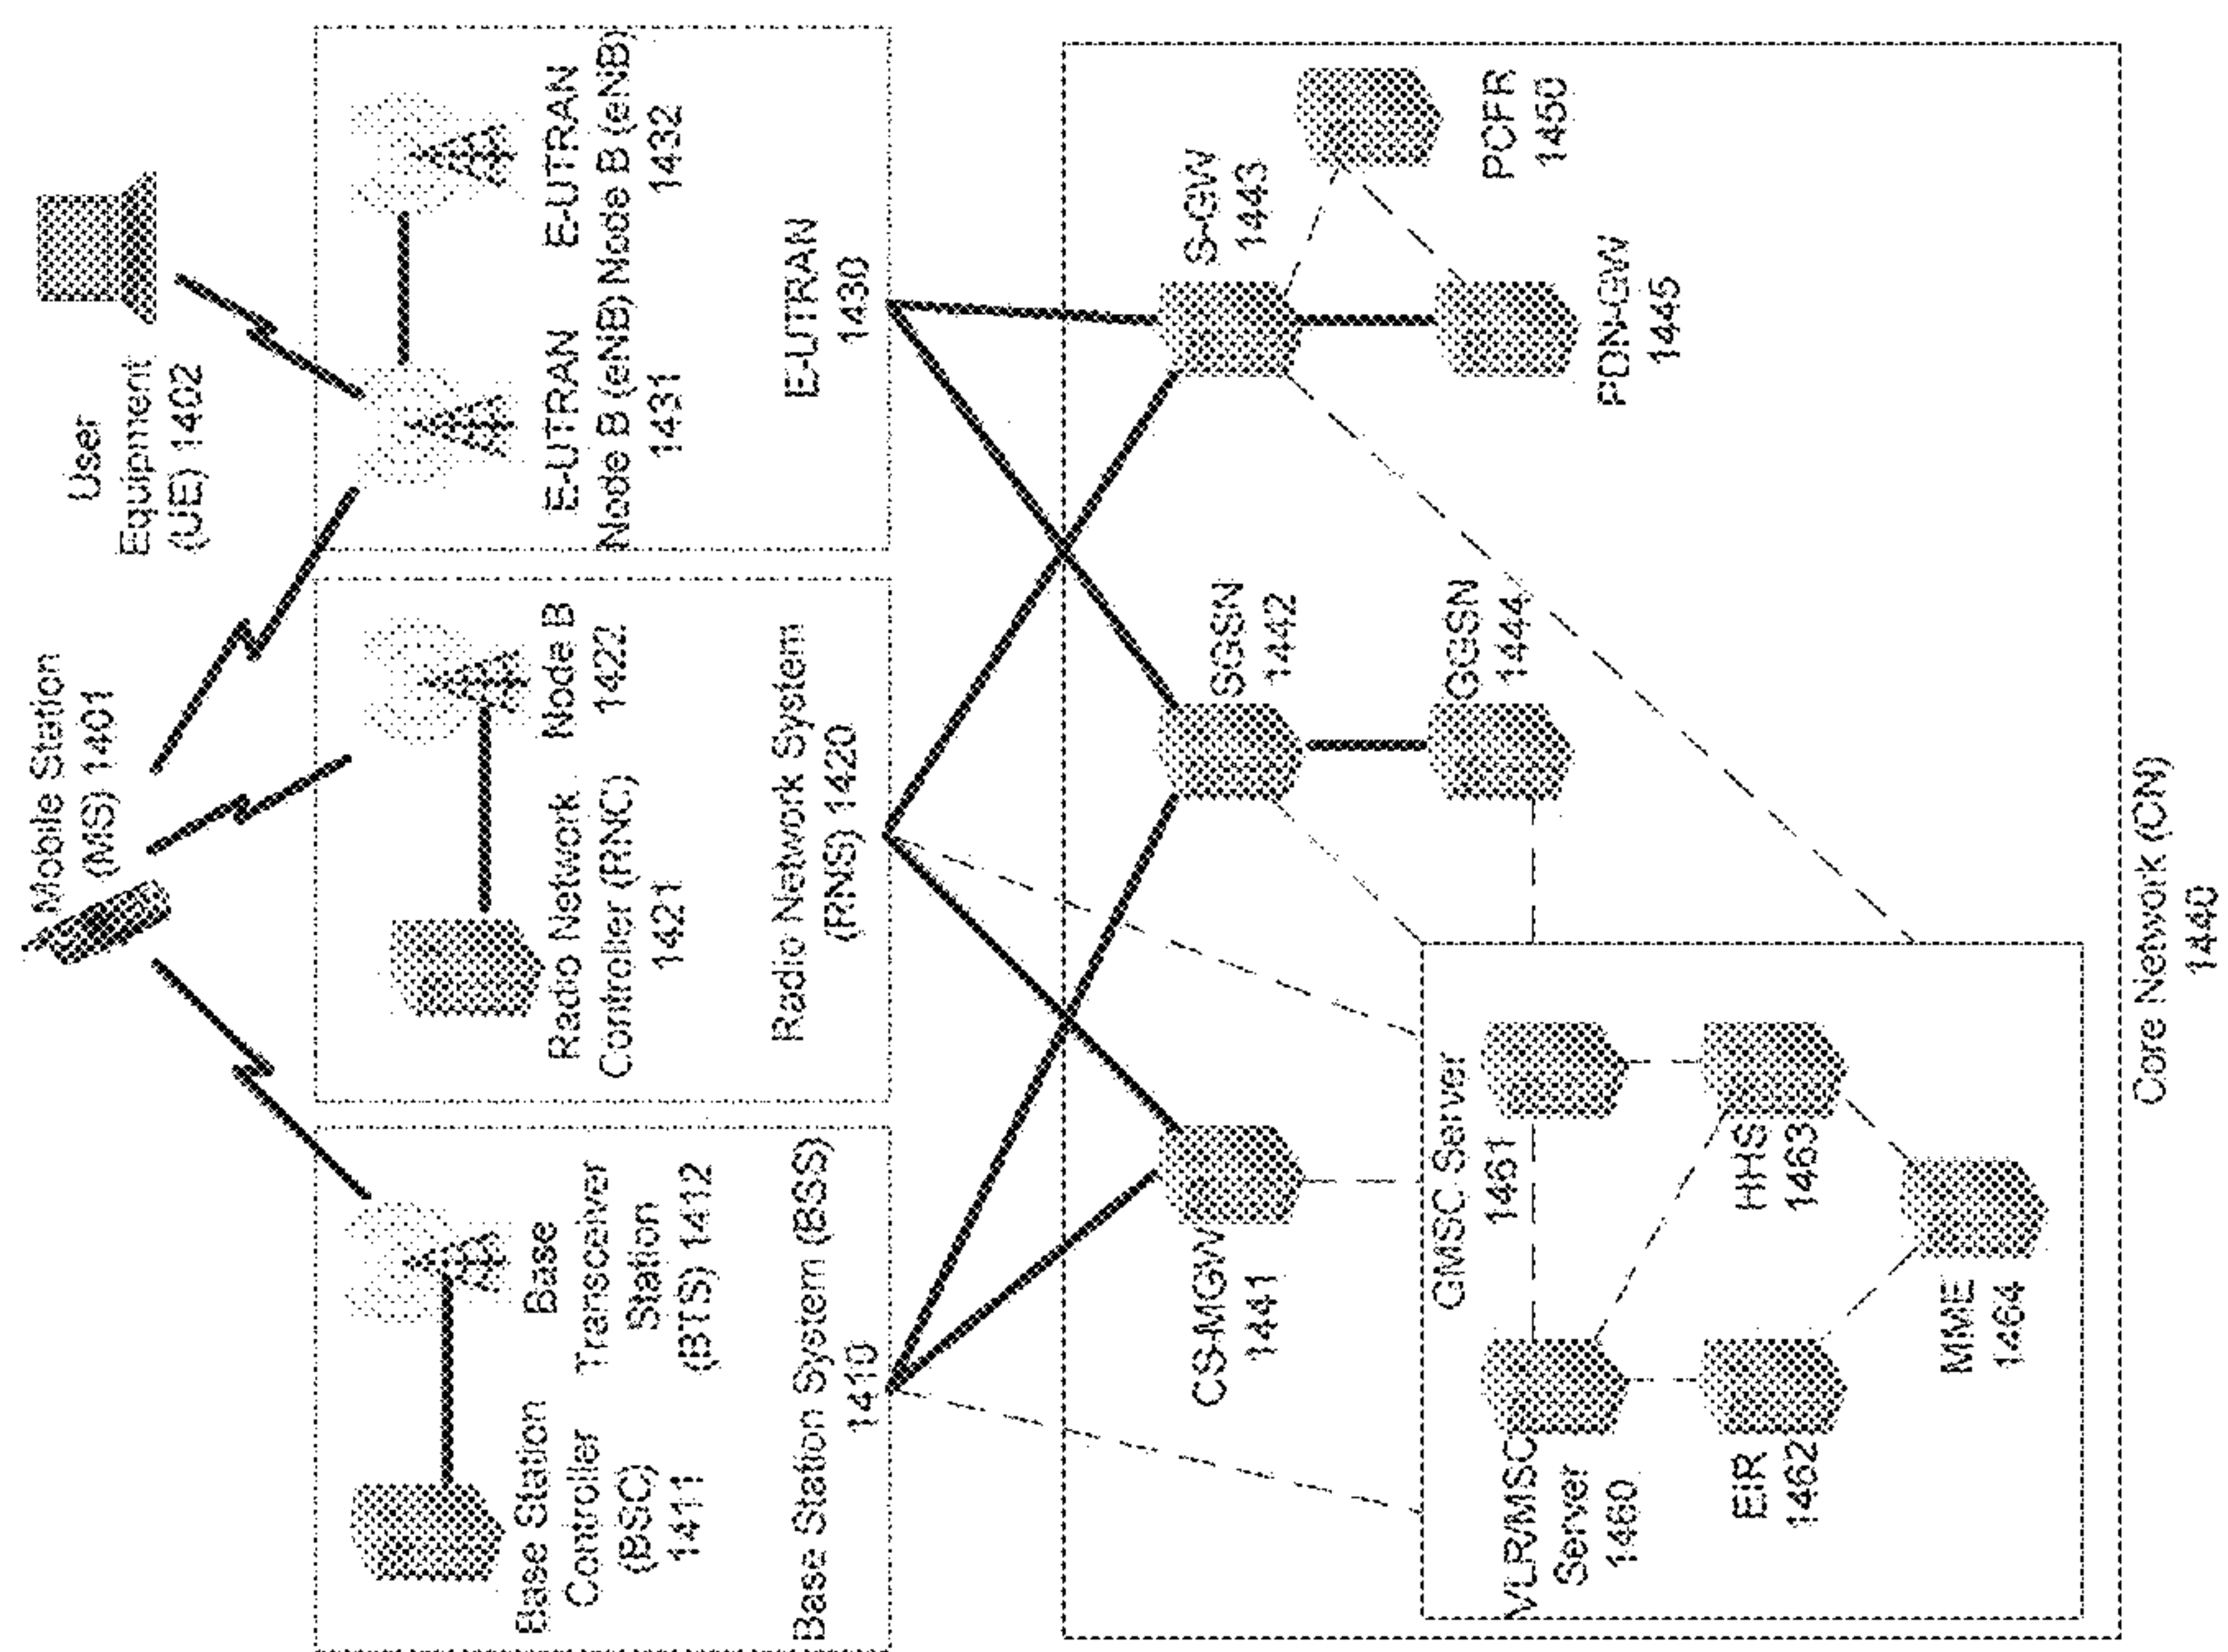 Mobile Station
(MS) 1401
User
Equipment
(UE) 1402
Base Station
Controller
(BSC)
1411
Base
Transceiver
Station
(BTS) 1412
Base Station System (BSS)
1410
Radio Network
Controller (RNC)
1421
Node B
1422
Radio Network System
(RNS) 1420
E-UTRAN
Node B (eNB)
1431
E-UTRAN
Node B (eNB)
1432
E-UTRAN
1430
CS-MGW
1441
SGSN
1442
S-GW
1443
GGSN
1444
PDN-GW
1445
PCFR
1450
GMSC Server
1461
VLR/MSC
Server
1460
HHS
1463
EIR
1462
MME
1464
Core Network (CN)
1440